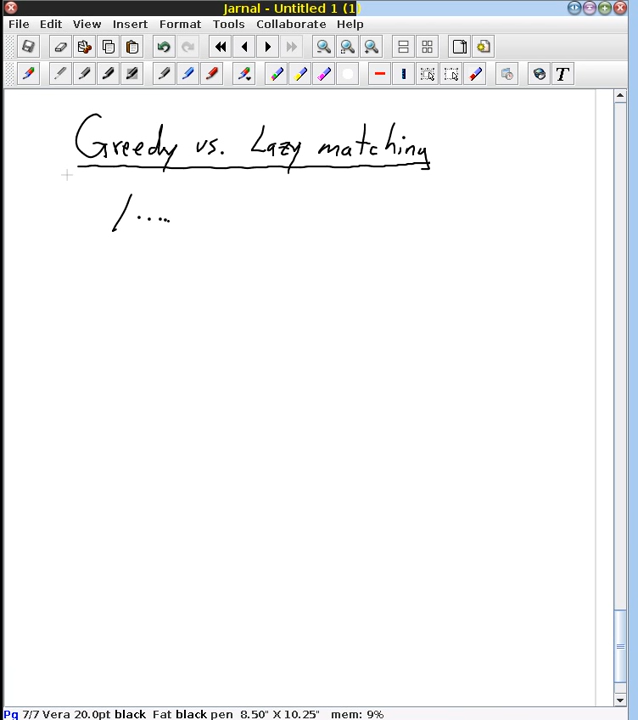 Jarnal - Untitled 1 (1)
File Edit View Insert Format Tools Collaborate Help
T
Greedy vs. Lazy matching
/.....
Pg 7/7 Vera 20.0pt black Fat black pen 8.50" X 10.25" mem: 9%